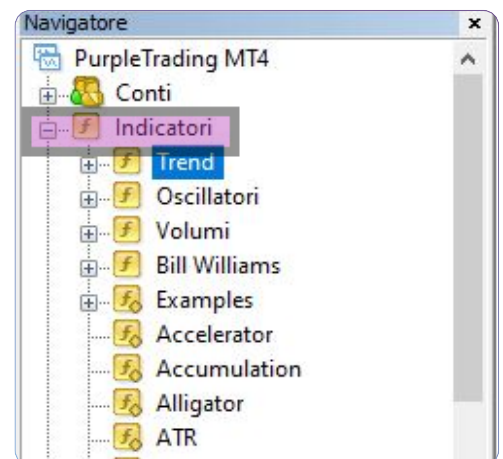 Navigatore
PurpleTrading MT4
Conti
Indicatori
Trend
Oscillatori
Volumi
Bill Williams
Examples
Accelerator
Accumulation
Alligator
ATR